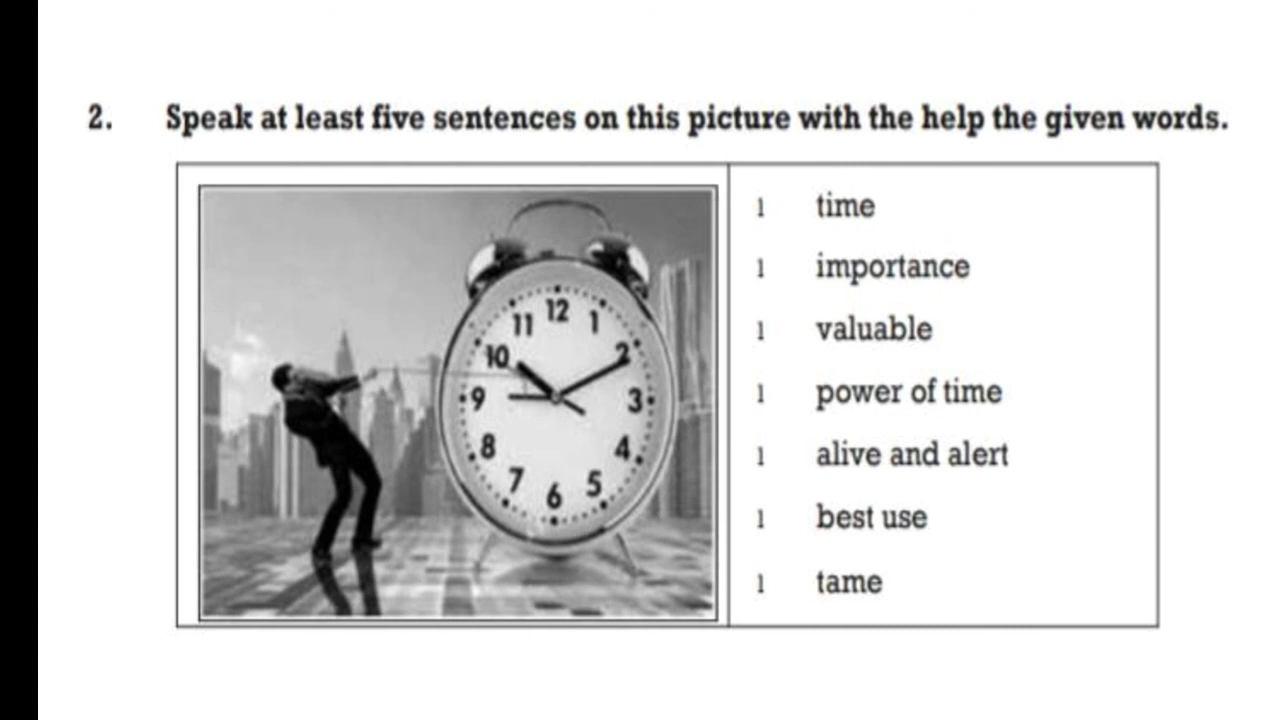 2. Speak at least five sentences on this picture with the help the given words.
12
11 1
10 2
9 3
8 4
7 5
6
l time
l importance
l valuable
l power of time
l alive and alert
l best use
l tame